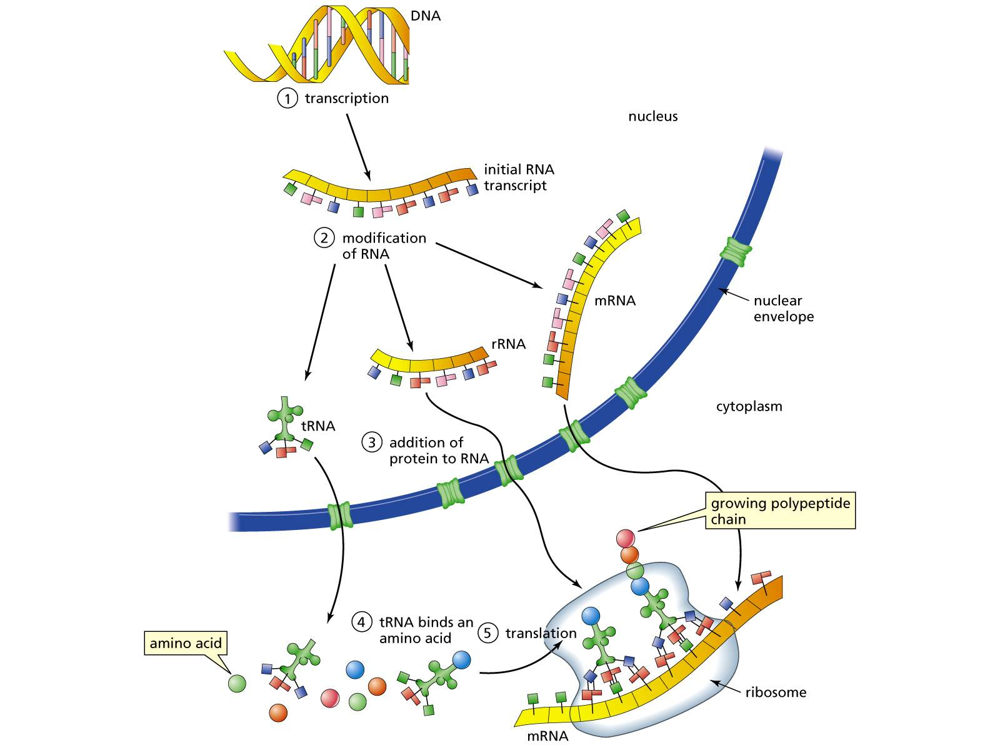 DNA
1 transcription
nucleus
initial RNA
transcript
2 modification
of RNA
mRNA
nuclear
envelope
rRNA
cytoplasm
tRNA
3 addition of
protein to RNA
growing polypeptide
chain
4 tRNA binds an
amino acid
5 translation
amino acid
ribosome
mRNA